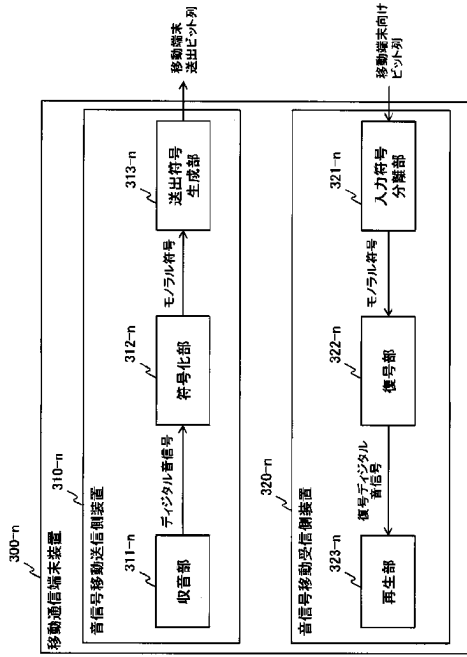 300-n
移動通信端末装置
310-n
音信号移動送信側装置
311-n
収音部
ディジタル音信号
312-n
符号化部
モノラル符号
313-n
送出符号
生成部
移動端末
送出ビット列
320-n
音信号移動受信側装置
323-n
再生部
復号ディジタル
音信号
322-n
復号部
モノラル符号
321-n
入力符号
分離部
移動端末向け
ビット列